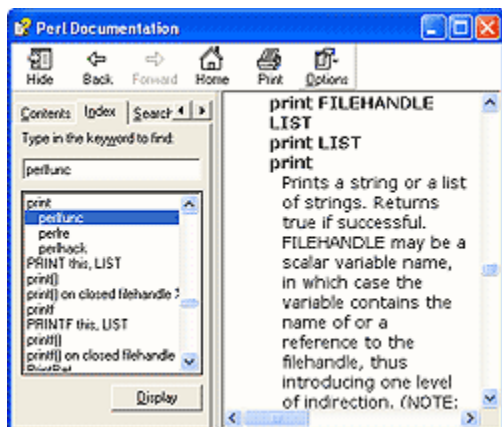 Perl Documentation
Hide Back Forward Home Print Options
Contents Index Search
Type in the keyword to find:
perlfunc
print
perlfunc
perlre
perlhack
PRINT this, LIST
print()
print() on closed filehandle
printf
PRINTF this, LIST
printf()
printf() on closed filehandle
PrintRet
Display
print FILEHANDLE
LIST
print LIST
print
Prints a string or a list
of strings. Returns
true if successful.
FILEHANDLE may be a
scalar variable name,
in which case the
variable contains the
name of or a
reference to the
filehandle, thus
introducing one level
of indirection. (NOTE: